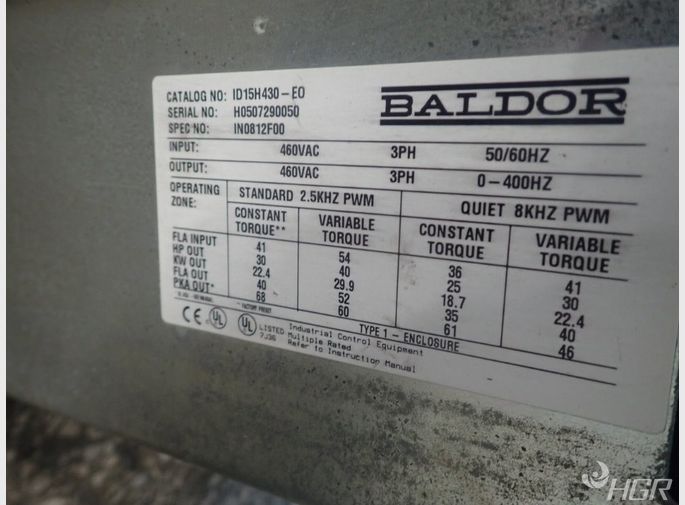 CATALOG NO: ID15H430-EO
SERIAL NO: H0507290050
SPEC NO: IN0812F00
BALDOR
INPUT: 460VAC 3PH 50/60HZ
OUTPUT: 460VAC 3PH 0-400HZ
OPERATING ZONE: STANDARD 2.5KHZ PWM QUIET 8KHZ PWM
CONSTANT TORQUE** VARIABLE TORQUE CONSTANT TORQUE VARIABLE TORQUE
FLA INPUT 41 54 36 41
HP OUT 30 40 25 30
KW OUT 22.4 29.9 18.7 22.4
FLA OUT 40 52 35 40
PKA OUT* 68 60 61 46
** FACTORY PRESET
TYPE 1 - ENCLOSURE
CE UL UL LISTED 7J36
Industrial Control Equipment
Multiple Rated
Refer to Instruction Manual
HGR